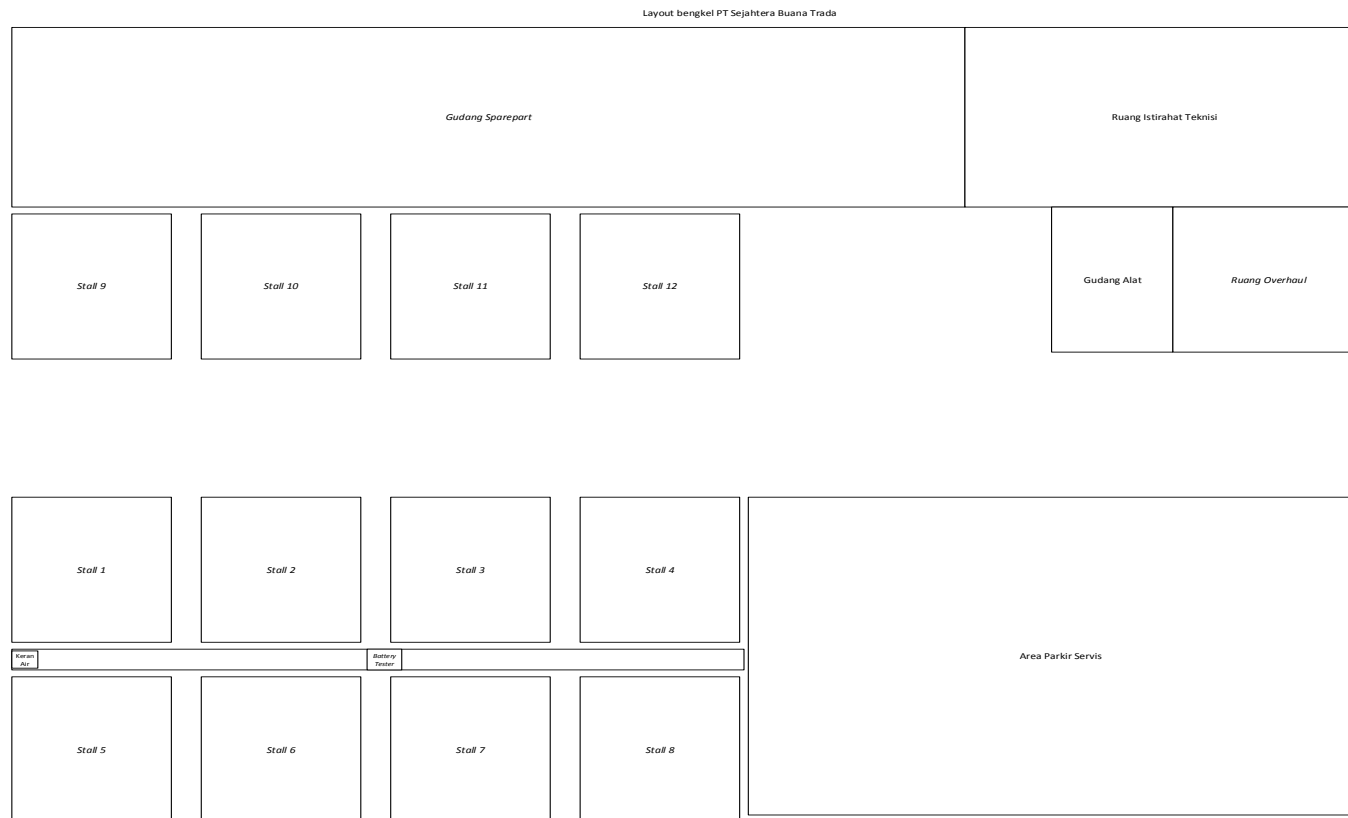 Layout bengkel PT Sejahtera Buana Trada
Gudang Sparepart
Ruang Istirahat Teknisi
Stall 9
Stall 10
Stall 11
Stall 12
Gudang Alat
Ruang Overhaul
Stall 1
Stall 2
Stall 3
Stall 4
Keran
Air
Battery
Tester
Area Parkir Servis
Stall 5
Stall 6
Stall 7
Stall 8